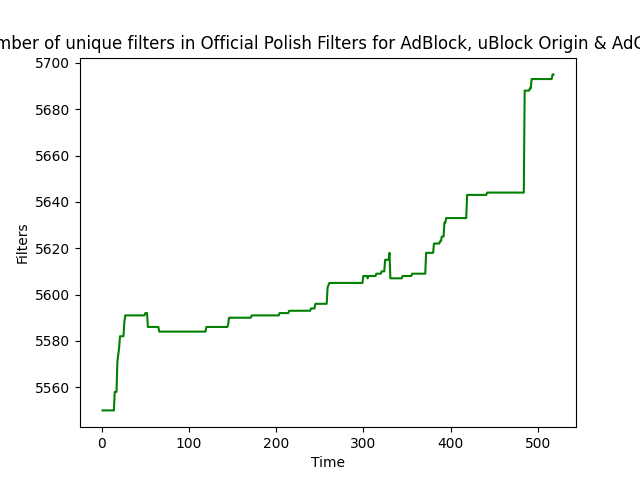 mber of unique filters in Official Polish Filters for AdBlock, uBlock Origin & AdG
5700
5680
5660
5640
5620
5600
5580
5560
Filters
0 100 200 300 400 500
Time